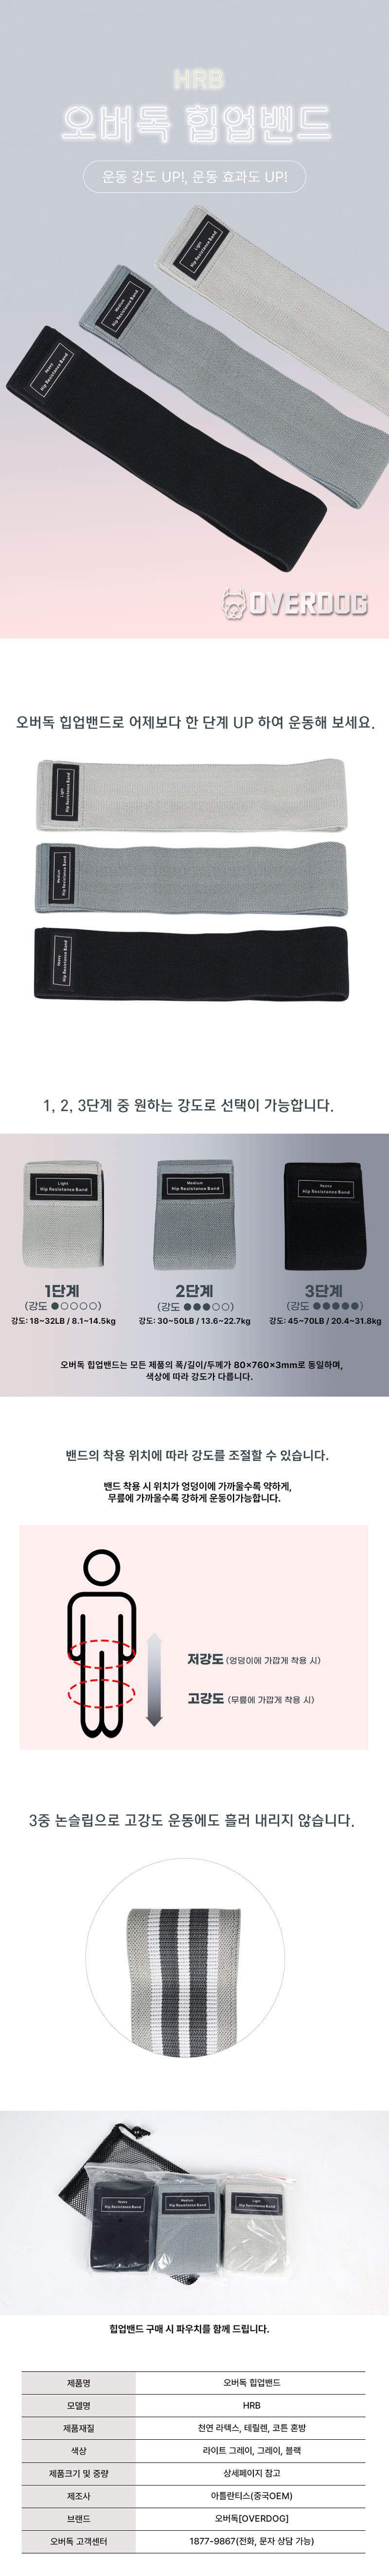 HRB
오버독 힙업밴드
운동 강도 UP!, 운동 효과도 UP!
Light
Hip Resistance Band
Medium
Hip Resistance Band
Heavy
Hip Resistance Band
OVERDOG
오버독 힙업밴드로 어제보다 한 단계 UP 하여 운동해 보세요.
Light
Hip Resistance Band
Medium
Hip Resistance Band
Heavy
Hip Resistance Band
1, 2, 3단계 중 원하는 강도로 선택이 가능합니다.
Light
Hip Resistance Band
Medium
Hip Resistance Band
Heavy
Hip Resistance Band
1단계
(강도 ●○○○○)
강도: 18~32LB / 8.1~14.5kg
2단계
(강도 ●●●○○)
강도: 30~50LB / 13.6~22.7kg
3단계
(강도 ●●●●●)
강도: 45~70LB / 20.4~31.8kg
오버독 힙업밴드는 모든 제품의 폭/길이/두께가 80×760×3mm로 동일하며,
색상에 따라 강도가 다릅니다.
밴드의 착용 위치에 따라 강도를 조절할 수 있습니다.
밴드 착용 시 위치가 엉덩이에 가까울수록 약하게,
무릎에 가까울수록 강하게 운동이가능합니다.
저강도 (엉덩이에 가깝게 착용 시)
고강도 (무릎에 가깝게 착용 시)
3중 논슬립으로 고강도 운동에도 흘러 내리지 않습니다.
Heavy
Hip Resistance Band
Medium
Hip Resistance Band
Light
Hip Resistance Band
힙업밴드 구매 시 파우치를 함께 드립니다.
제품명 오버독 힙업밴드
모델명 HRB
제품재질 천연 라텍스, 테릴렌, 코튼 혼방
색상 라이트 그레이, 그레이, 블랙
제품크기 및 중량 상세페이지 참고
제조사 아틀란티스(중국OEM)
브랜드 오버독[OVERDOG]
오버독 고객센터 1877-9867(전화, 문자 상담 가능)